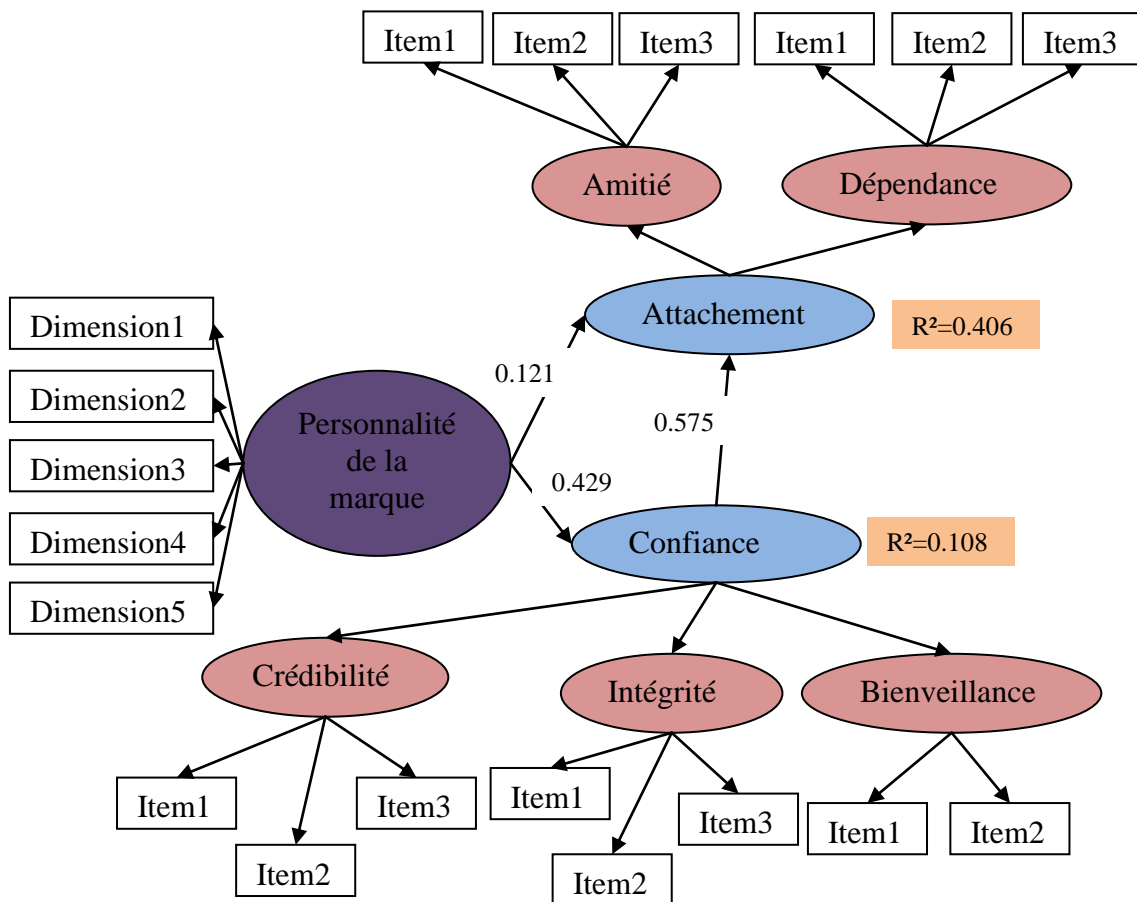 Item1
Item2
Item3
Item1
Item2
Item3
Amitié
Dépendance
Attachement
R²=0.406
Dimension1
Dimension2
Dimension3
Dimension4
Dimension5
Personnalité
de la
marque
0.121
0.575
0.429
Confiance
R²=0.108
Crédibilité
Intégrité
Bienveillance
Item1
Item2
Item3
Item1
Item2
Item3
Item1
Item2